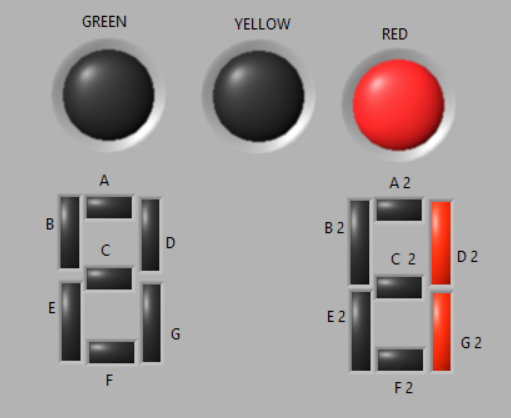 GREEN
YELLOW
RED
A
A 2
B
B 2
D
C
C 2
D 2
E
E 2
G
G 2
F
F 2